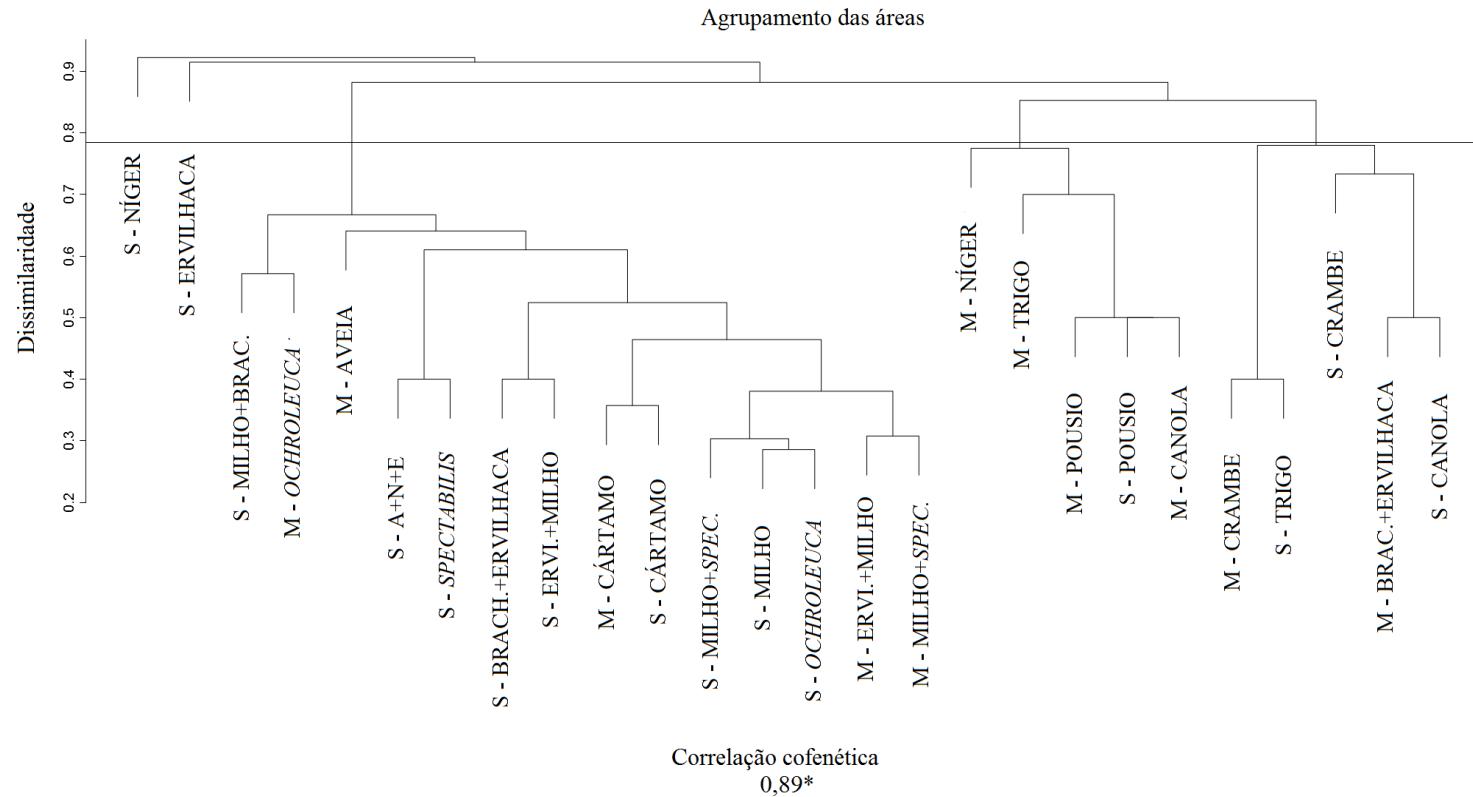 Agrupamento das áreas
Dissimilaridade
0.9
0.8
0.7
0.6
0.5
0.4
0.3
0.2
S - NÍGER
S - ERVILHACA
S - MILHO+BRAC.
M - OCHROLEUCA
M - AVEIA
S - A+N+E
S - SPECTABILIS
S - BRACH.+ERVILHACA
S - ERVI.+MILHO
M - CÁRTAMO
S - CÁRTAMO
S - MILHO+SPEC.
S - MILHO
S - OCHROLEUCA
M - ERVI.+MILHO
M - MILHO+SPEC.
M - NÍGER
M - TRIGO
M - POUSIO
S - POUSIO
M - CANOLA
M - CRAMBE
S - TRIGO
S - CRAMBE
M - BRAC.+ERVILHACA
S - CANOLA
Correlação cofenética
0,89*